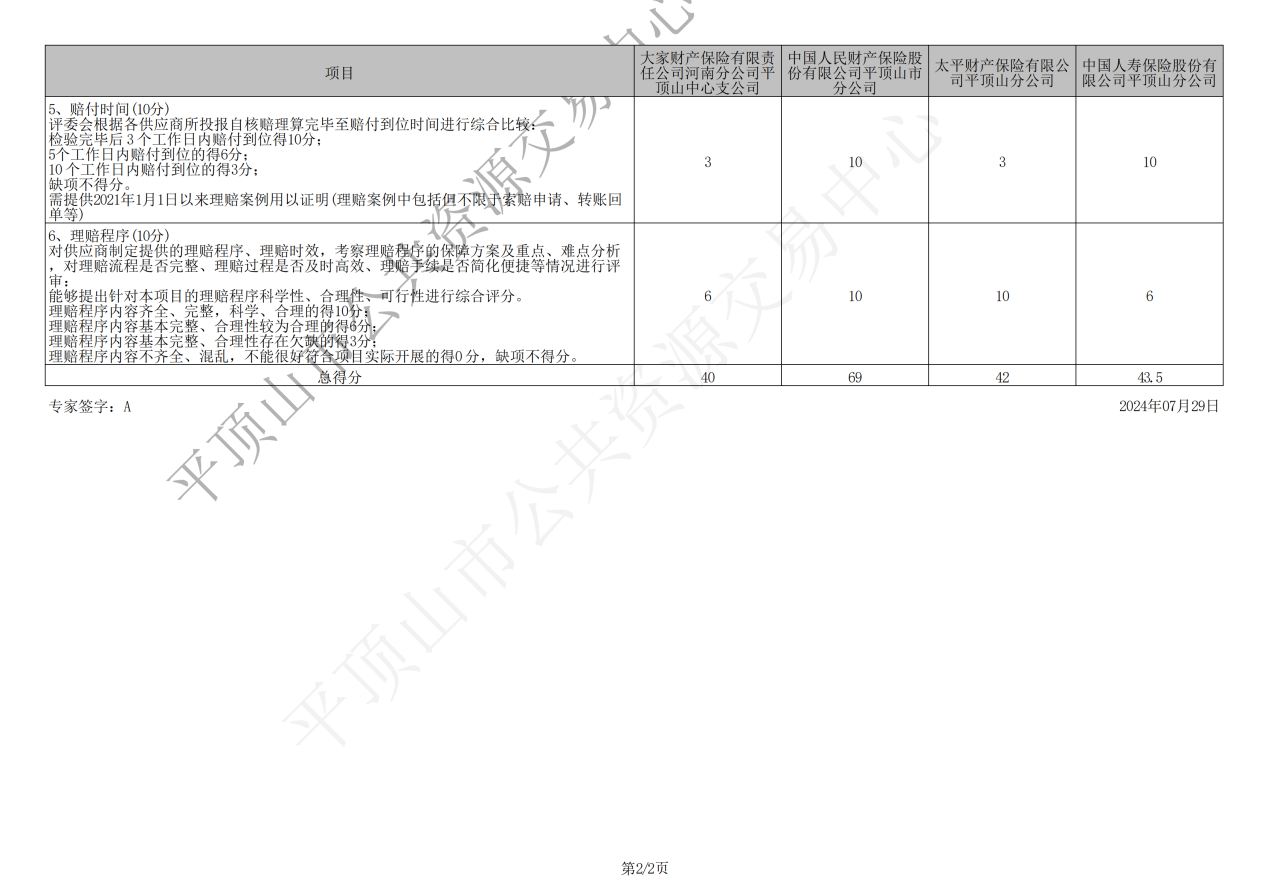 项目
大家财产保险有限责
任公司河南分公司平
顶山中心支公司
中国人民财产保险股
份有限公司平顶山市
分公司
太平财产保险有限公
司平顶山分公司
中国人寿保险股份有
限公司平顶山分公司
5、赔付时间(10分)
评委会根据各供应商所投报自核赔理算完毕至赔付到位时间进行综合比较:
检验完毕后 3 个工作日内赔付到位得10分;
5个工作日内赔付到位的得6分;
10 个工作日内赔付到位的得3分;
缺项不得分。
需提供2021年1月1日以来理赔案例用以证明(理赔案例中包括但不限于索赔申请、转账回
单等)
3
10
3
10
6、理赔程序(10分)
对供应商制定提供的理赔程序、理赔时效，考察理赔程序的保障方案及重点、难点分析
，对理赔流程是否完整、理赔过程是否及时高效、理赔手续是否简化便捷等情况进行评
审:
能够提出针对本项目的理赔程序科学性、合理性、可行性进行综合评分。
理赔程序内容齐全、完整，科学、合理的得10分;
理赔程序内容基本完整、合理性较为合理的得6分;
理赔程序内容基本完整、合理性存在欠缺的得3分;
理赔程序内容不齐全、混乱，不能很好符合项目实际开展的得0 分，缺项不得分。
6
10
10
6
总得分
40
69
42
43.5
专家签字: A
2024年07月29日
平顶山市公共资源交易中心
平顶山市公共资源交易中心
第2/2页